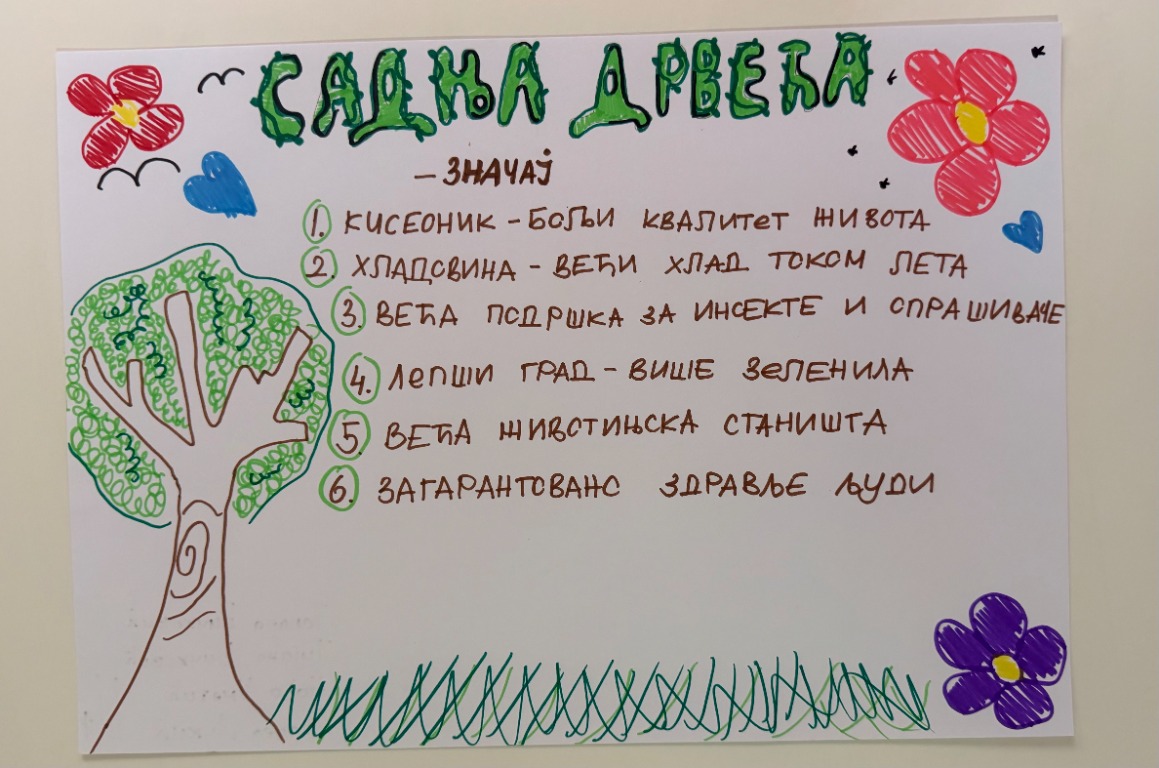 САДЊА ДРВЕЋА
– ЗНАЧАЈ
1. КИСЕОНИК – БОЉИ КВАЛИТЕТ ЖИВОТА
2. ХЛАДОВИНА – ВЕЋИ ХЛАД ТОКОМ ЛЕТА
3. ВЕЋА ПОДРШКА ЗА ИНСЕКТЕ И ОПРАШИВАЧЕ
4. ЛЕПШИ ГРАД – ВИШЕ ЗЕЛЕНИЛА
5. ВЕЋА ЖИВОТИЊСКА СТАНИШТА
6. ЗАГАРАНТОВАНО ЗДРАВЉЕ ЉУДИ